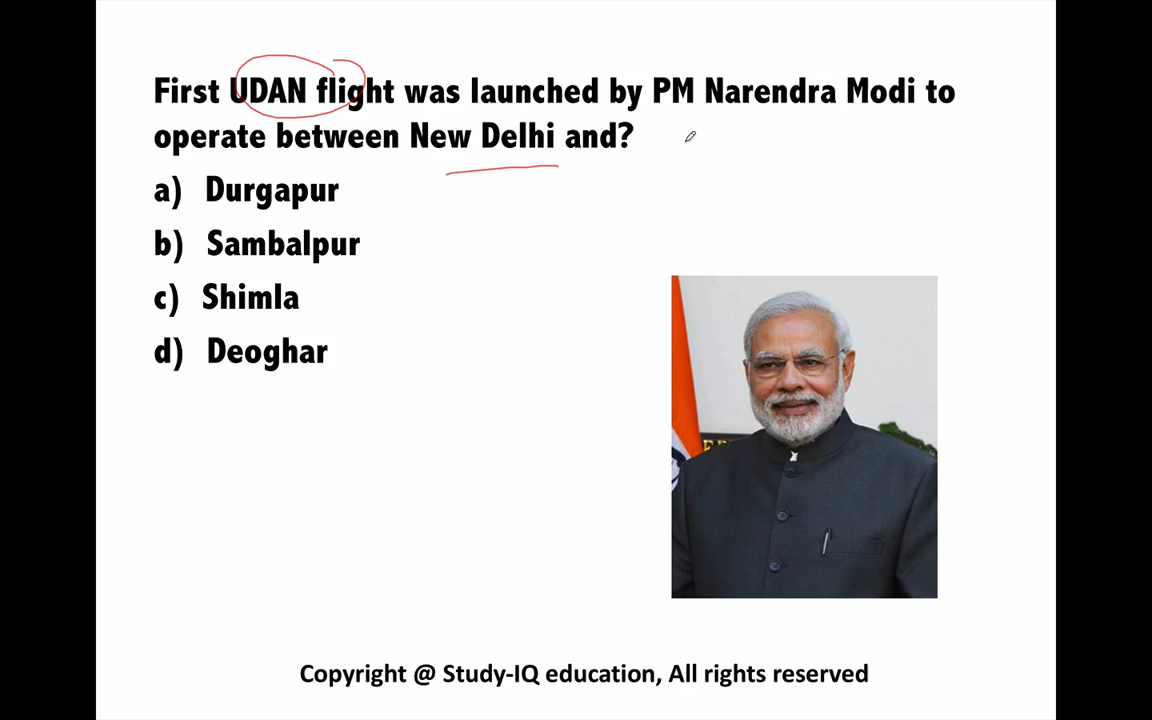 First UDAN flight was launched by PM Narendra Modi to
operate between New Delhi and?
a) Durgapur
b) Sambalpur
c) Shimla
d) Deoghar
Copyright @ Study-IQ education, All rights reserved